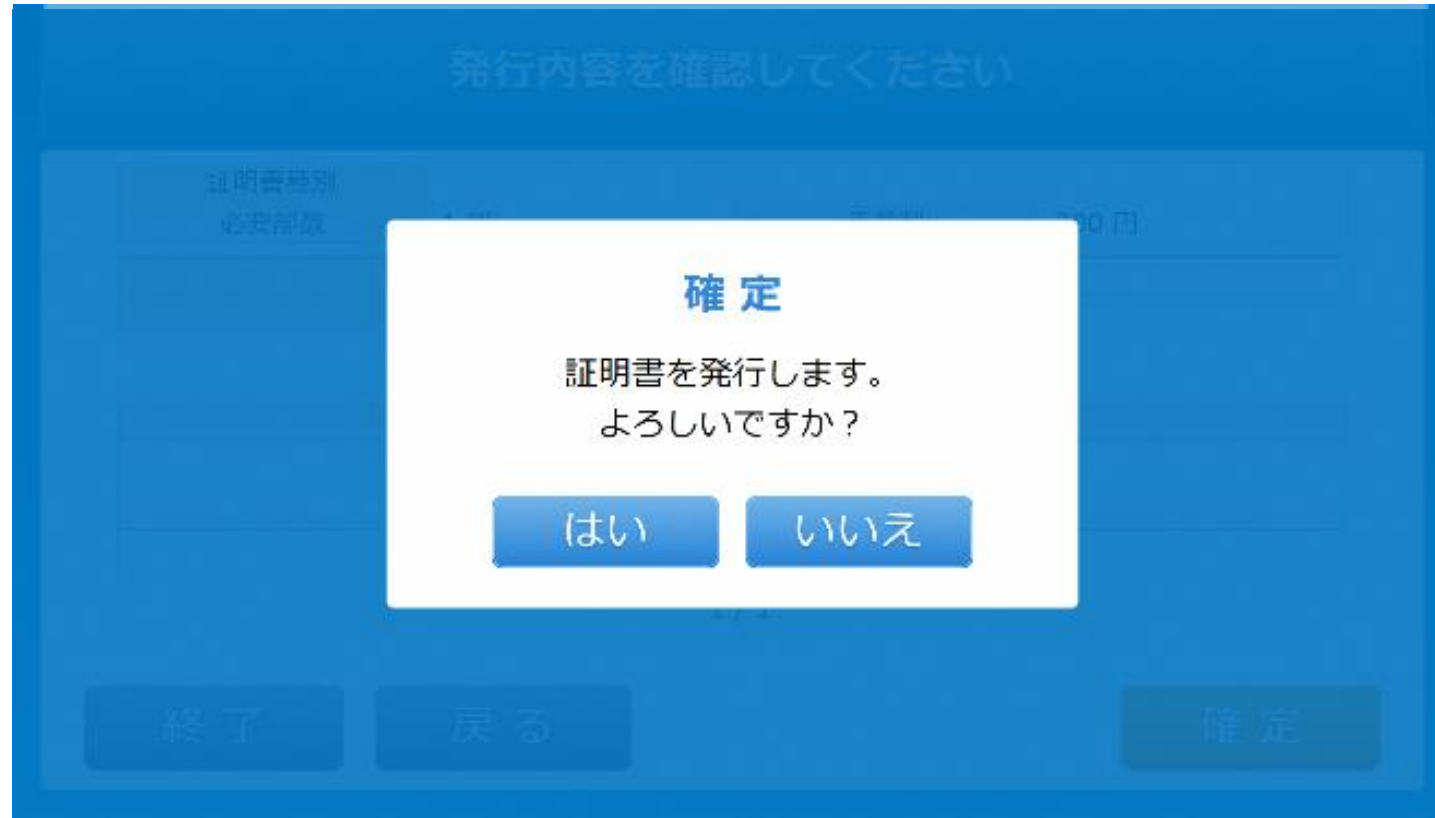 発行内容を確認してください
証明書種別
必要部数
円
確定
証明書を発行します。
よろしいですか？
はい
いいえ
終了
戻る
確定